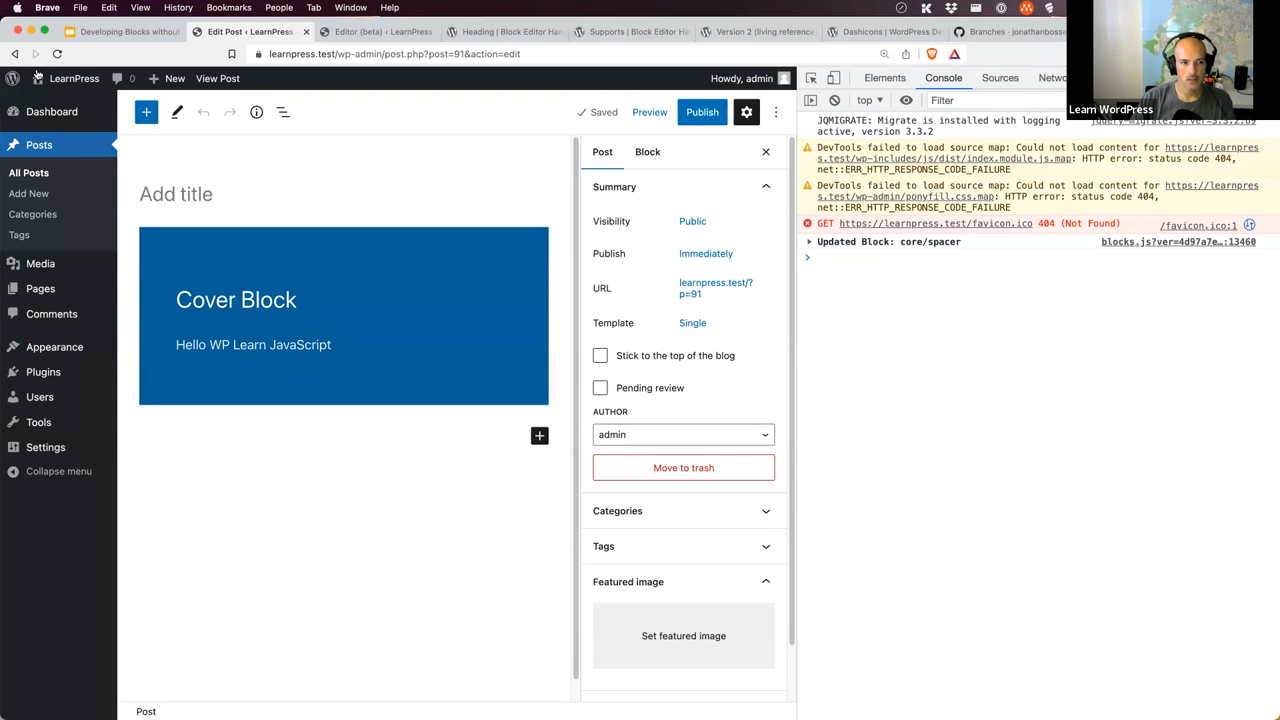 Brave File Edit View History Bookmarks Profiles People Tab Window Help
Developing Blocks withou
Edit Post ‹ LearnPress
Editor (beta) ‹ LearnPress
Heading | Block Editor Ha
Supports | Block Editor Ha
Version 2 (living reference
Dashicons | WordPress De
Branches · jonathanbosse
learnpress.test/wp-admin/post.php?post=91&action=edit
LearnPress 0 New View Post
Howdy, admin
Dashboard
Posts
All Posts
Add New
Categories
Tags
Media
Pages
Comments
Appearance
Plugins
Users
Tools
Settings
Collapse menu
Saved Preview Publish
Add title
Cover Block
Hello WP Learn JavaScript
Post
Post Block
Summary
Visibility Public
Publish Immediately
URL learnpress.test/?
p=91
Template Single
Stick to the top of the blog
Pending review
AUTHOR
admin
Move to trash
Categories
Tags
Featured image
Set featured image
Elements Console Sources Netw
top Filter
JQMIGRATE: Migrate is installed with logging
active, version 3.3.2
DevTools failed to load source map: Could not load content for https://learnpres
s.test/wp-includes/js/dist/index.module.js.map: HTTP error: status code 404,
net::ERR_HTTP_RESPONSE_CODE_FAILURE
DevTools failed to load source map: Could not load content for https://learnpres
s.test/wp-admin/ponyfill.css.map: HTTP error: status code 404,
net::ERR_HTTP_RESPONSE_CODE_FAILURE
GET https://learnpress.test/favicon.ico 404 (Not Found) /favicon.ico:1
Updated Block: core/spacer blocks.js?ver=4d97a7e…:13460
Learn WordPress